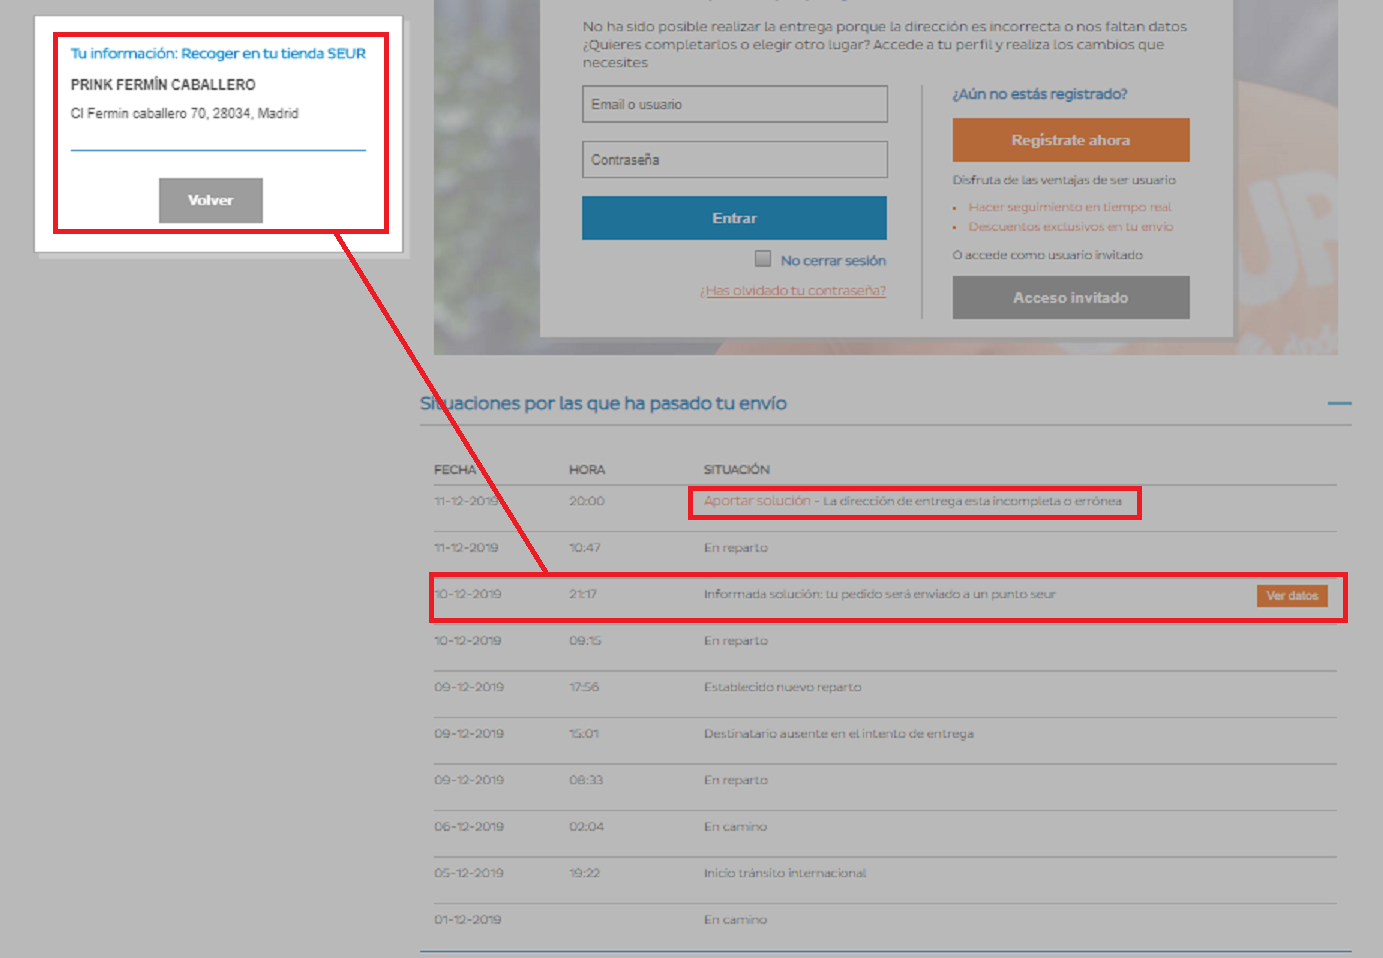 Tu información: Recoger en tu tienda SEUR
PRINK FERMÍN CABALLERO
Cl Fermin caballero 70, 28034, Madrid
Volver
No ha sido posible realizar la entrega porque la dirección es incorrecta o nos faltan datos
¿Quieres completarlos o elegir otro lugar? Accede a tu perfil y realiza los cambios que
necesites
Email o usuario
Contraseña
Entrar
No cerrar sesión
¿Has olvidado tu contraseña?
¿Aún no estás registrado?
Regístrate ahora
Disfruta de las ventajas de ser usuario
• Hacer seguimiento en tiempo real
• Descuentos exclusivos en tu envío
O accede como usuario invitado
Acceso invitado
Situaciones por las que ha pasado tu envío
FECHA HORA SITUACIÓN
11-12-2019 20:00 Aportar solución - La dirección de entrega esta incompleta o errónea
11-12-2019 10:47 En reparto
10-12-2019 21:17 Informada solución: tu pedido será enviado a un punto seur Ver datos
10-12-2019 09:15 En reparto
09-12-2019 17:56 Establecido nuevo reparto
09-12-2019 15:01 Destinatario ausente en el intento de entrega
09-12-2019 08:33 En reparto
06-12-2019 02:04 En camino
05-12-2019 19:22 Inicio tránsito internacional
01-12-2019 En camino